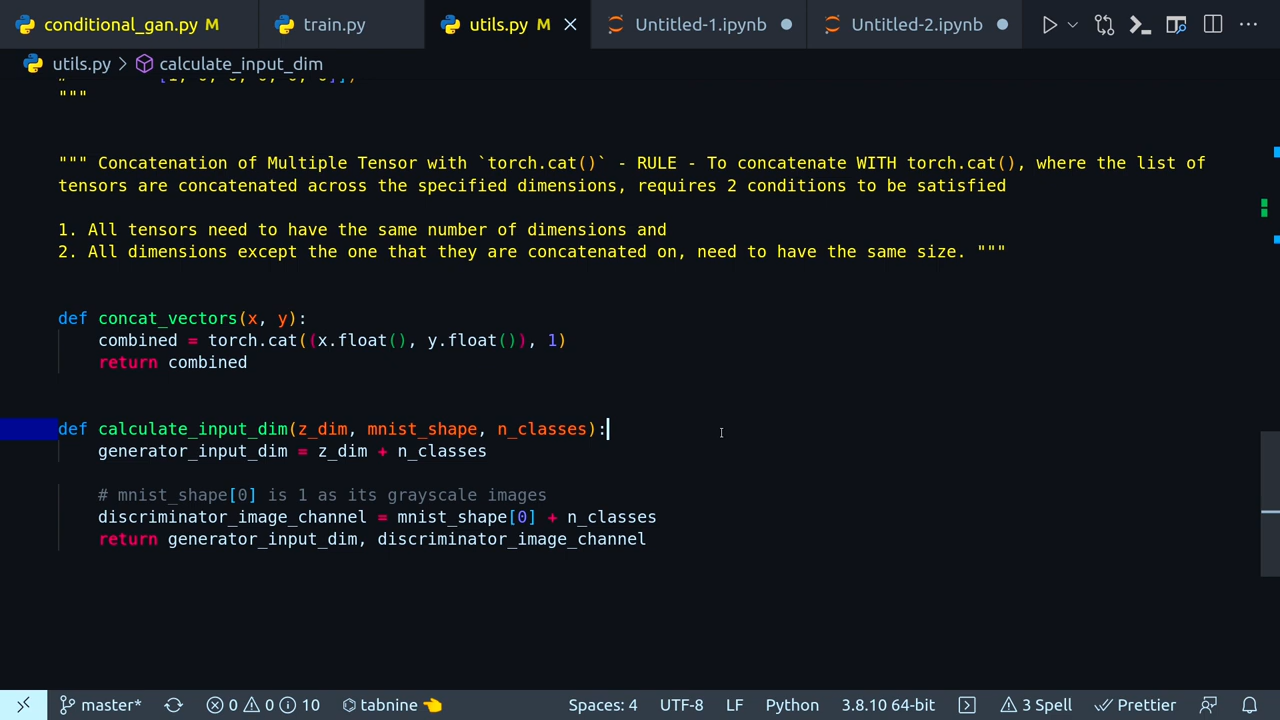 conditional_gan.py M train.py utils.py M Untitled-1.ipynb Untitled-2.ipynb
utils.py > calculate_input_dim
"""
""" Concatenation of Multiple Tensor with `torch.cat()` - RULE - To concatenate WITH torch.cat(), where the list of
tensors are concatenated across the specified dimensions, requires 2 conditions to be satisfied
1. All tensors need to have the same number of dimensions and
2. All dimensions except the one that they are concatenated on, need to have the same size. """
def concat_vectors(x, y):
combined = torch.cat((x.float(), y.float()), 1)
return combined
def calculate_input_dim(z_dim, mnist_shape, n_classes):
generator_input_dim = z_dim + n_classes
# mnist_shape[0] is 1 as its grayscale images
discriminator_image_channel = mnist_shape[0] + n_classes
return generator_input_dim, discriminator_image_channel
master* 0 0 10 tabnine Spaces: 4 UTF-8 LF Python 3.8.10 64-bit 3 Spell Prettier